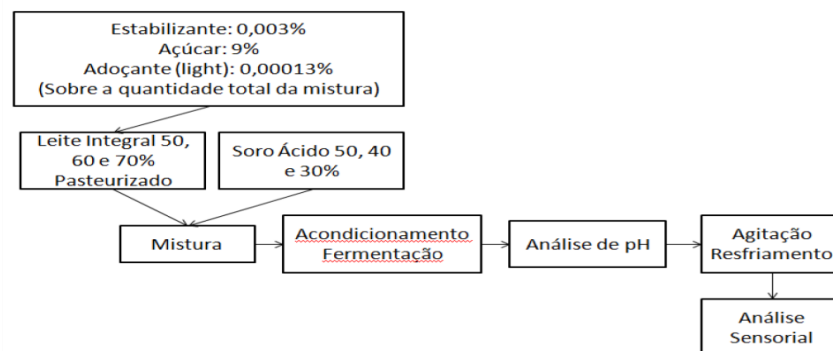 Estabilizante: 0,003%
Açúcar: 9%
Adoçante (light): 0,00013%
(Sobre a quantidade total da mistura)
Leite Integral 50,
60 e 70%
Pasteurizado
Soro Ácido 50, 40
e 30%
Mistura
Acondicionamento
Fermentação
Análise de pH
Agitação
Resfriamento
Análise
Sensorial